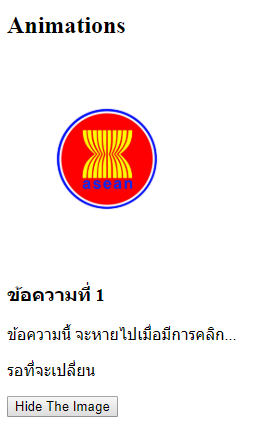 Animations
asean
ข้อความที่ 1
ข้อความนี้ จะหายไปเมื่อมีการคลิก...
รอที่จะเปลี่ยน
Hide The Image